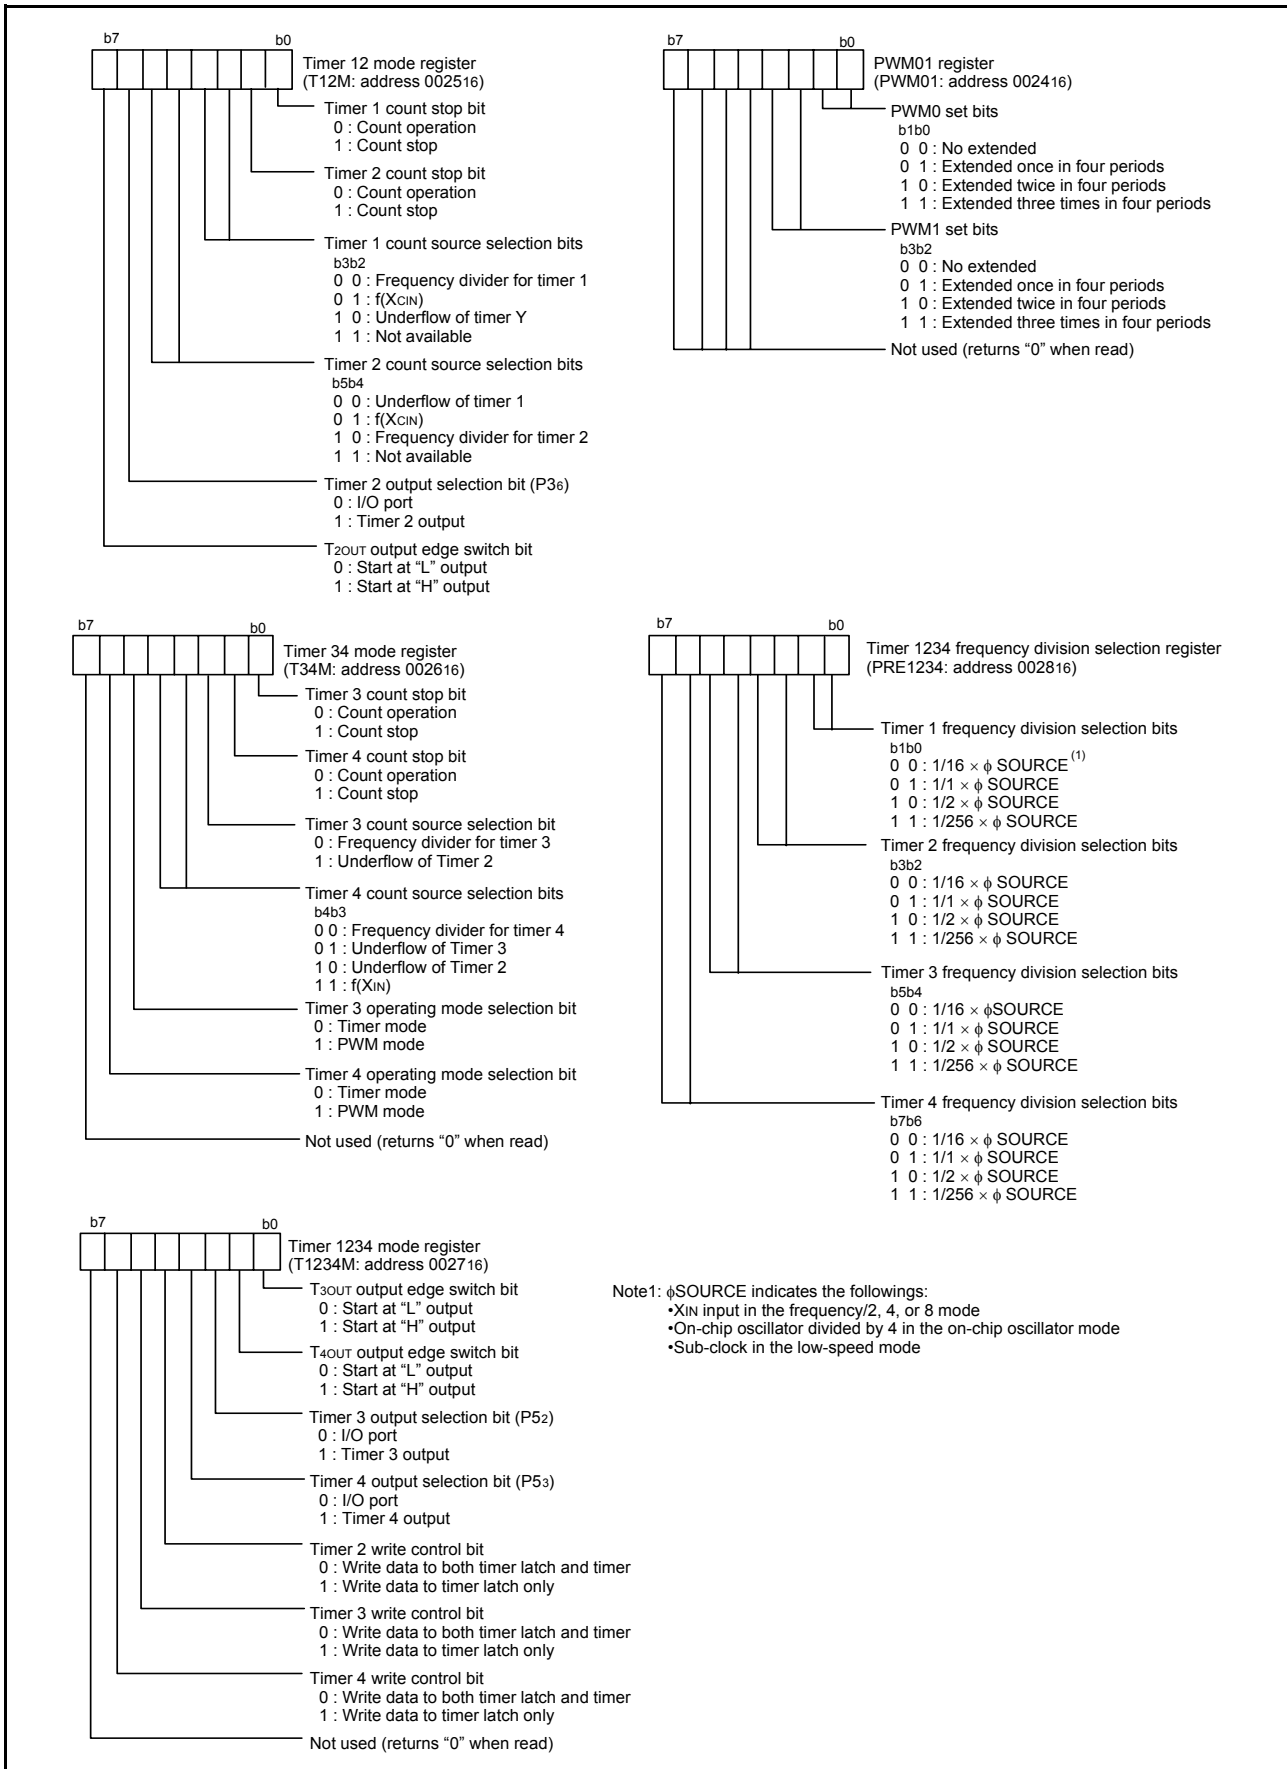 b7 b0
Timer 12 mode register
(T12M: address 002516)
Timer 1 count stop bit
0 : Count operation
1 : Count stop
Timer 2 count stop bit
0 : Count operation
1 : Count stop
Timer 1 count source selection bits
b3b2
0 0 : Frequency divider for timer 1
0 1 : f(XCIN)
1 0 : Underflow of timer Y
1 1 : Not available
Timer 2 count source selection bits
b5b4
0 0 : Underflow of timer 1
0 1 : f(XCIN)
1 0 : Frequency divider for timer 2
1 1 : Not available
Timer 2 output selection bit (P36)
0 : I/O port
1 : Timer 2 output
T2OUT output edge switch bit
0 : Start at “L” output
1 : Start at “H” output
b7 b0
PWM01 register
(PWM01: address 002416)
PWM0 set bits
b1b0
0 0 : No extended
0 1 : Extended once in four periods
1 0 : Extended twice in four periods
1 1 : Extended three times in four periods
PWM1 set bits
b3b2
0 0 : No extended
0 1 : Extended once in four periods
1 0 : Extended twice in four periods
1 1 : Extended three times in four periods
Not used (returns “0” when read)
b7 b0
Timer 34 mode register
(T34M: address 002616)
Timer 3 count stop bit
0 : Count operation
1 : Count stop
Timer 4 count stop bit
0 : Count operation
1 : Count stop
Timer 3 count source selection bit
0 : Frequency divider for timer 3
1 : Underflow of Timer 2
Timer 4 count source selection bits
b4b3
0 0 : Frequency divider for timer 4
0 1 : Underflow of Timer 3
1 0 : Underflow of Timer 2
1 1 : f(XIN)
Timer 3 operating mode selection bit
0 : Timer mode
1 : PWM mode
Timer 4 operating mode selection bit
0 : Timer mode
1 : PWM mode
Not used (returns “0” when read)
b7 b0
Timer 1234 frequency division selection register
(PRE1234: address 002816)
Timer 1 frequency division selection bits
b1b0
0 0 : 1/16 × ϕ SOURCE (1)
0 1 : 1/1 × ϕ SOURCE
1 0 : 1/2 × ϕ SOURCE
1 1 : 1/256 × ϕ SOURCE
Timer 2 frequency division selection bits
b3b2
0 0 : 1/16 × ϕ SOURCE
0 1 : 1/1 × ϕ SOURCE
1 0 : 1/2 × ϕ SOURCE
1 1 : 1/256 × ϕ SOURCE
Timer 3 frequency division selection bits
b5b4
0 0 : 1/16 × ϕSOURCE
0 1 : 1/1 × ϕ SOURCE
1 0 : 1/2 × ϕ SOURCE
1 1 : 1/256 × ϕ SOURCE
Timer 4 frequency division selection bits
b7b6
0 0 : 1/16 × ϕ SOURCE
0 1 : 1/1 × ϕ SOURCE
1 0 : 1/2 × ϕ SOURCE
1 1 : 1/256 × ϕ SOURCE
b7 b0
Timer 1234 mode register
(T1234M: address 002716)
T3OUT output edge switch bit
0 : Start at “L” output
1 : Start at “H” output
T4OUT output edge switch bit
0 : Start at “L” output
1 : Start at “H” output
Timer 3 output selection bit (P52)
0 : I/O port
1 : Timer 3 output
Timer 4 output selection bit (P53)
0 : I/O port
1 : Timer 4 output
Timer 2 write control bit
0 : Write data to both timer latch and timer
1 : Write data to timer latch only
Timer 3 write control bit
0 : Write data to both timer latch and timer
1 : Write data to timer latch only
Timer 4 write control bit
0 : Write data to both timer latch and timer
1 : Write data to timer latch only
Not used (returns “0” when read)
Note1: ϕSOURCE indicates the followings:
•XIN input in the frequency/2, 4, or 8 mode
•On-chip oscillator divided by 4 in the on-chip oscillator mode
•Sub-clock in the low-speed mode